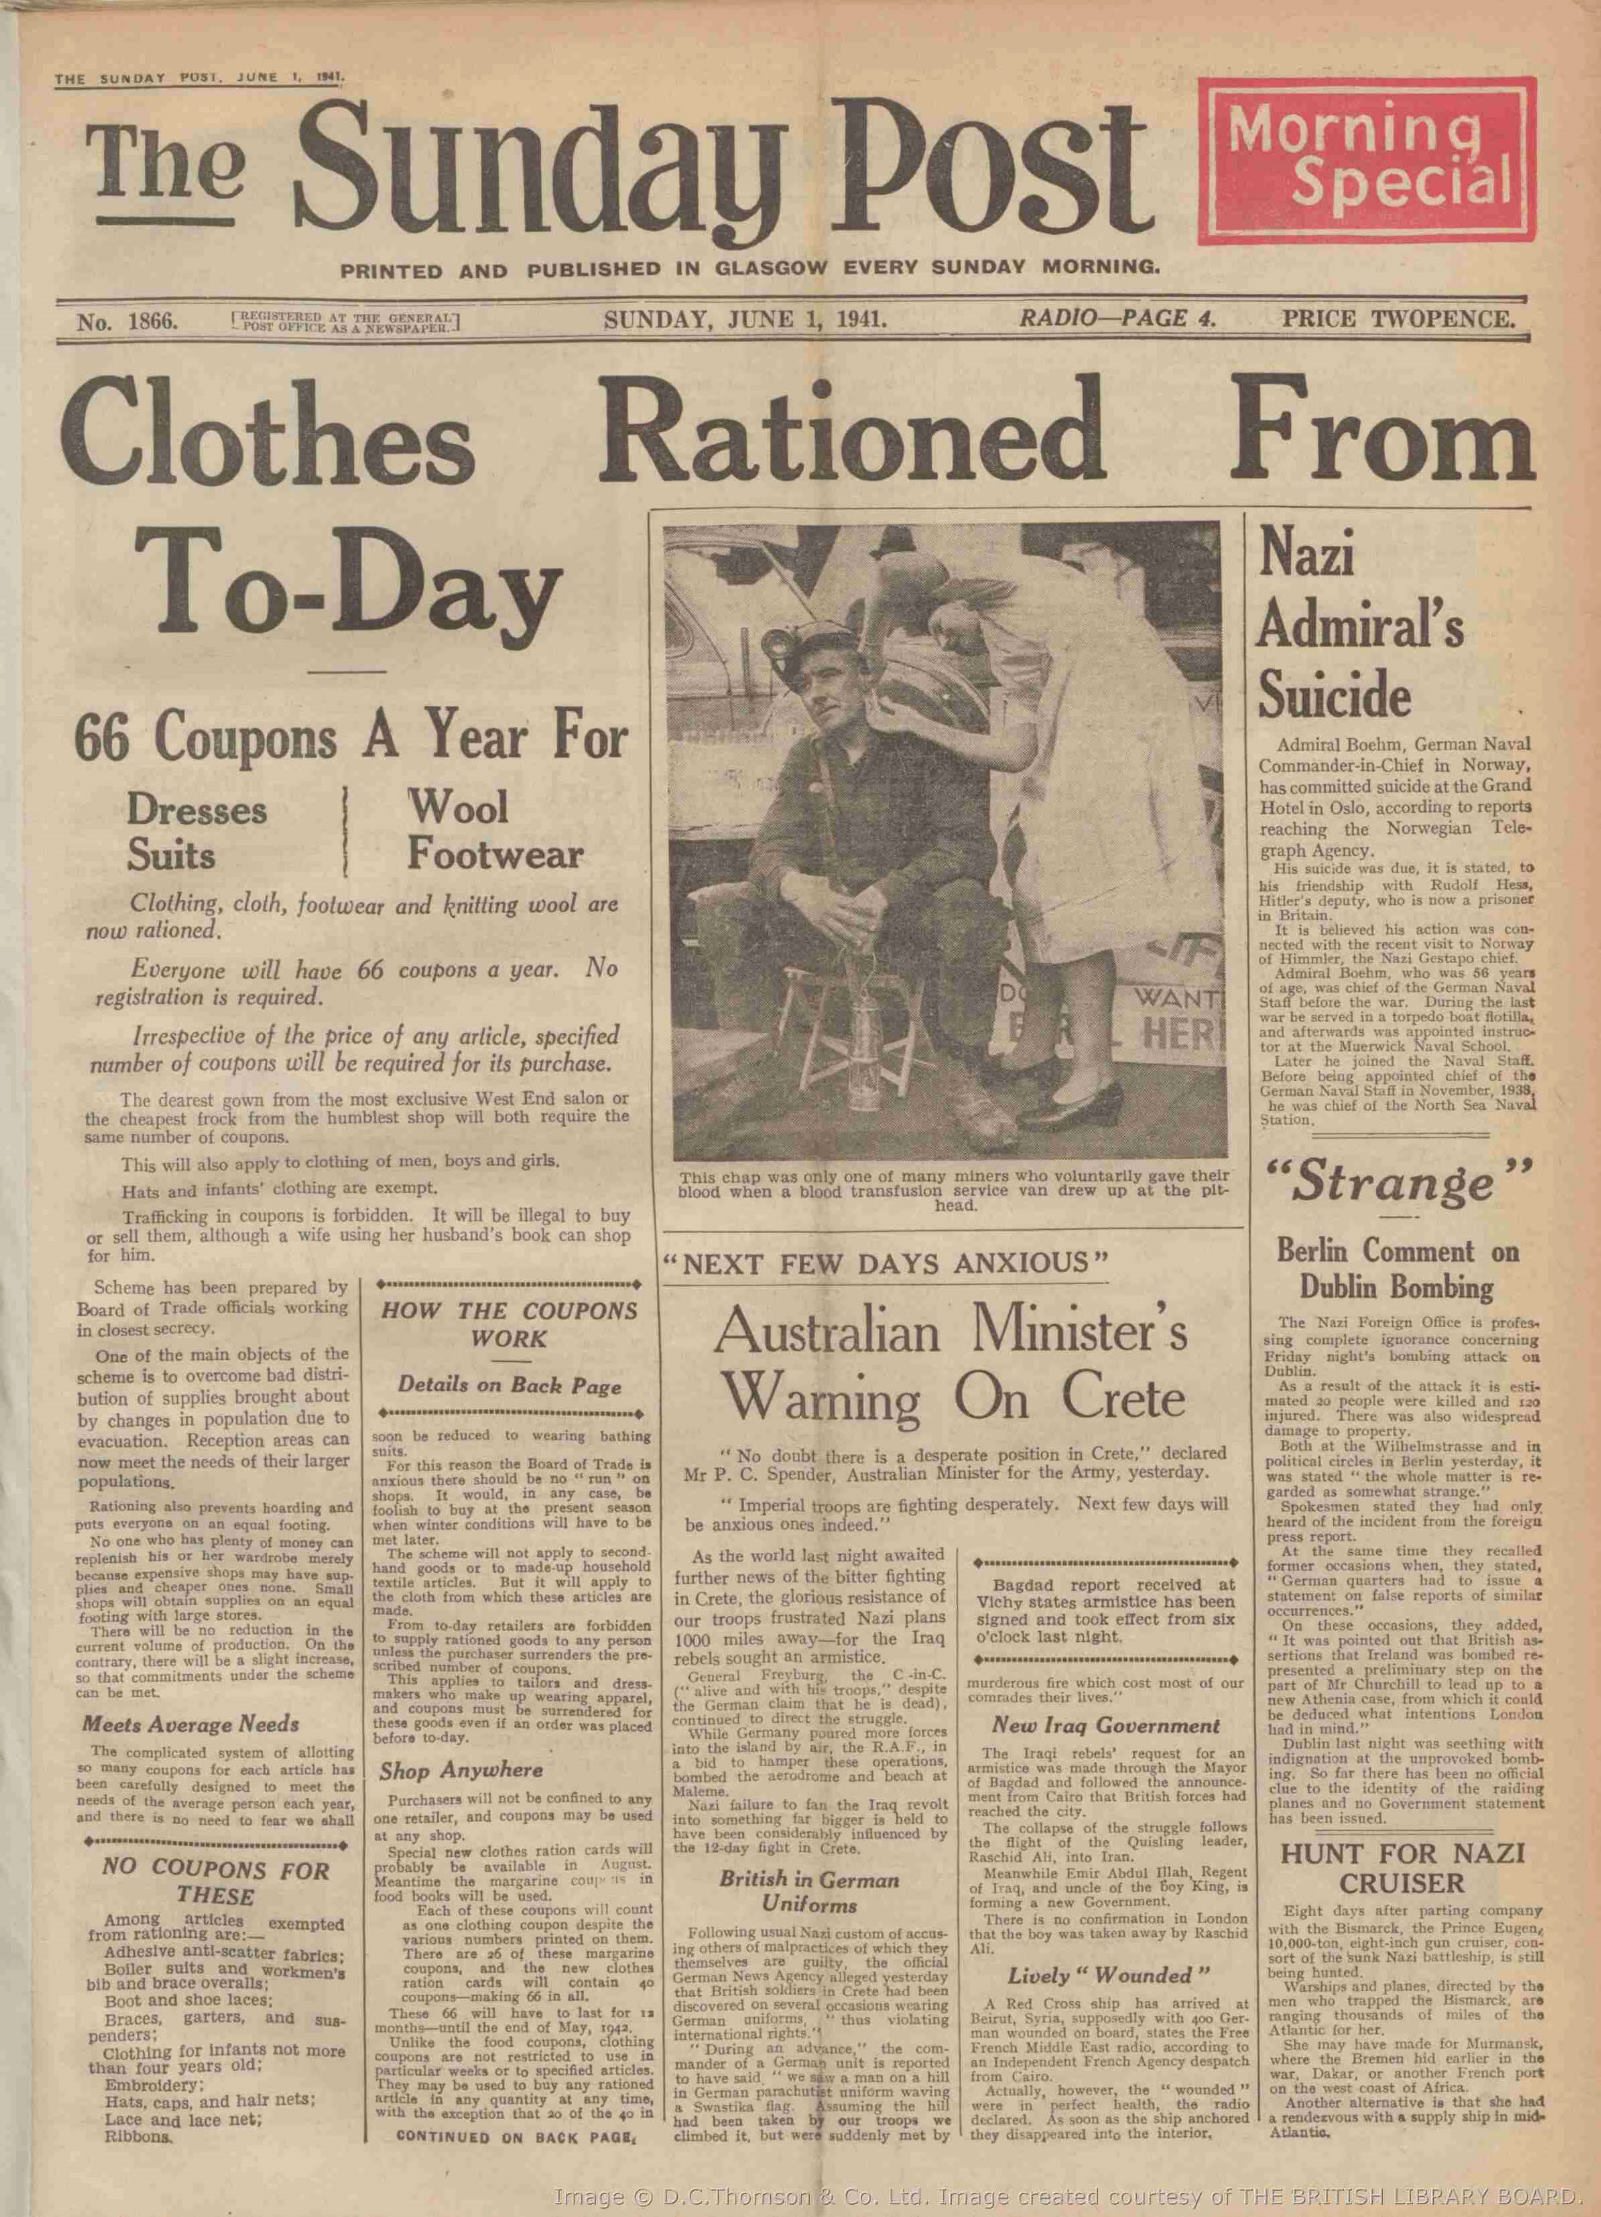 THE SUNDAY POST, JUNE 1, 1941.
The Sunday Post
Morning
Special
PRINTED AND PUBLISHED IN GLASGOW EVERY SUNDAY MORNING.
No. 1866.
[REGISTERED AT THE GENERAL
POST OFFICE AS A NEWSPAPER.]
SUNDAY, JUNE 1, 1941.
RADIO—PAGE 4.
PRICE TWOPENCE.
Clothes Rationed From
To-Day
66 Coupons A Year For
Dresses
Suits
Wool
Footwear
Clothing, cloth, footwear and knitting wool are
now rationed.
Everyone will have 66 coupons a year. No
registration is required.
Irrespective of the price of any article, specified
number of coupons will be required for its purchase.
The dearest gown from the most exclusive West End salon or
the cheapest frock from the humblest shop will both require the
same number of coupons.
This will also apply to clothing of men, boys and girls.
Hats and infants' clothing are exempt.
Trafficking in coupons is forbidden. It will be illegal to buy
or sell them, although a wife using her husband's book can shop
for him.
Scheme has been prepared by
Board of Trade officials working
in closest secrecy.
One of the main objects of the
scheme is to overcome bad distri-
bution of supplies brought about
by changes in population due to
evacuation. Reception areas can
now meet the needs of their larger
populations.
Rationing also prevents hoarding and
puts everyone on an equal footing.
No one who has plenty of money can
replenish his or her wardrobe merely
because expensive shops may have sup-
plies and cheaper ones none. Small
shops will obtain supplies on an equal
footing with large stores.
There will be no reduction in the
current volume of production. On the
contrary, there will be a slight increase,
so that commitments under the scheme
can be met.
Meets Average Needs
The complicated system of allotting
so many coupons for each article has
been carefully designed to meet the
needs of the average person each year,
and there is no need to fear we shall
NO COUPONS FOR
THESE
Among articles exempted
from rationing are:—
Adhesive anti-scatter fabrics;
Boiler suits and workmen's
bib and brace overalls;
Boot and shoe laces;
Braces, garters, and sus-
penders;
Clothing for infants not more
than four years old;
Embroidery;
Hats, caps, and hair nets;
Lace and lace net;
Ribbons.
HOW THE COUPONS
WORK
Details on Back Page
soon be reduced to wearing bathing
suits.
For this reason the Board of Trade is
anxious there should be no "run" on
shops. It would, in any case, be
foolish to buy at the present season
when winter conditions will have to be
met later.
The scheme will not apply to second-
hand goods or to made-up household
textile articles. But it will apply to
the cloth from which these articles are
made.
From to-day retailers are forbidden
to supply rationed goods to any person
unless the purchaser surrenders the pre-
scribed number of coupons.
This applies to tailors and dress-
makers who make up wearing apparel,
and coupons must be surrendered for
these goods even if an order was placed
before to-day.
Shop Anywhere
Purchasers will not be confined to any
one retailer, and coupons may be used
at any shop.
Special new clothes ration cards will
probably be available in August.
Meantime the margarine coupons in
food books will be used.
Each of these coupons will count
as one clothing coupon despite the
various numbers printed on them.
There are 26 of these margarine
coupons, and the new clothes
ration cards will contain 40
coupons—making 66 in all.
These 66 will have to last for 12
months—until the end of May, 1942.
Unlike the food coupons, clothing
coupons are not restricted to use in
particular weeks or to specified articles.
They may be used to buy any rationed
article in any quantity at any time,
with the exception that 20 of the 40 in
CONTINUED ON BACK PAGE.
DO
WANT
HER
This chap was only one of many miners who voluntarily gave their
blood when a blood transfusion service van drew up at the pit-
head.
"NEXT FEW DAYS ANXIOUS"
Australian Minister's
Warning On Crete
"No doubt there is a desperate position in Crete," declared
Mr P. C. Spender, Australian Minister for the Army, yesterday.
"Imperial troops are fighting desperately. Next few days will
be anxious ones indeed."
As the world last night awaited
further news of the bitter fighting
in Crete, the glorious resistance of
our troops frustrated Nazi plans
1000 miles away—for the Iraq
rebels sought an armistice.
General Freyburg, the C.-in-C.
("alive and with his troops," despite
the German claim that he is dead),
continued to direct the struggle.
While Germany poured more forces
into the island by air, the R.A.F., in
a bid to hamper these operations,
bombed the aerodrome and beach at
Maleme.
Nazi failure to fan the Iraq revolt
into something far bigger is held to
have been considerably influenced by
the 12-day fight in Crete.
British in German
Uniforms
Following usual Nazi custom of accus-
ing others of malpractices of which they
themselves are guilty, the official
German News Agency alleged yesterday
that British soldiers in Crete had been
discovered on several occasions wearing
German uniforms, "thus violating
international rights."
"During an advance," the com-
mander of a German unit is reported
to have said, "we saw a man on a hill
in German parachutist uniform waving
a Swastika flag. Assuming the hill
had been taken by our troops we
climbed it, but were suddenly met by
Bagdad report received at
Vichy states armistice has been
signed and took effect from six
o'clock last night.
murderous fire which cost most of our
comrades their lives."
New Iraq Government
The Iraqi rebels' request for an
armistice was made through the Mayor
of Bagdad and followed the announce-
ment from Cairo that British forces had
reached the city.
The collapse of the struggle follows
the flight of the Quisling leader,
Raschid Ali, into Iran.
Meanwhile Emir Abdul Illah, Regent
of Iraq, and uncle of the boy King, is
forming a new Government.
There is no confirmation in London
that the boy was taken away by Raschid
Ali.
Lively "Wounded"
A Red Cross ship has arrived at
Beirut, Syria, supposedly with 400 Ger-
man wounded on board, states the Free
French Middle East radio, according to
an Independent French Agency despatch
from Cairo.
Actually, however, the "wounded"
were in perfect health, the radio
declared. As soon as the ship anchored
they disappeared into the interior.
Nazi
Admiral's
Suicide
Admiral Boehm, German Naval
Commander-in-Chief in Norway,
has committed suicide at the Grand
Hotel in Oslo, according to reports
reaching the Norwegian Tele-
graph Agency.
His suicide was due, it is stated, to
his friendship with Rudolf Hess,
Hitler's deputy, who is now a prisoner
in Britain.
It is believed his action was con-
nected with the recent visit to Norway
of Himmler, the Nazi Gestapo chief.
Admiral Boehm, who was 56 years
of age, was chief of the German Naval
Staff before the war. During the last
war he served in a torpedo boat flotilla,
and afterwards was appointed instruc-
tor at the Muerwick Naval School.
Later he joined the Naval Staff.
Before being appointed chief of the
German Naval Staff in November, 1938,
he was chief of the North Sea Naval
Station.
"Strange"
Berlin Comment on
Dublin Bombing
The Nazi Foreign Office is profes-
sing complete ignorance concerning
Friday night's bombing attack on
Dublin.
As a result of the attack it is esti-
mated 20 people were killed and 120
injured. There was also widespread
damage to property.
Both at the Wilhelmstrasse and in
political circles in Berlin yesterday, it
was stated "the whole matter is re-
garded as somewhat strange."
Spokesmen stated they had only
heard of the incident from the foreign
press report.
At the same time they recalled
former occasions when, they stated,
"German quarters had to issue a
statement on false reports of similar
occurrences."
On these occasions, they added,
"It was pointed out that British as-
sertions that Ireland was bombed re-
presented a preliminary step on the
part of Mr Churchill to lead up to a
new Athenia case, from which it could
be deduced what intentions London
had in mind."
Dublin last night was seething with
indignation at the unprovoked bomb-
ing. So far there has been no official
clue to the identity of the raiding
planes and no Government statement
has been issued.
HUNT FOR NAZI
CRUISER
Eight days after parting company
with the Bismarck, the Prince Eugen,
10,000-ton, eight-inch gun cruiser, con-
sort of the sunk Nazi battleship, is still
being hunted.
Warships and planes, directed by the
men who trapped the Bismarck, are
ranging thousands of miles of the
Atlantic for her.
She may have made for Murmansk,
where the Bremen hid earlier in the
war, Dakar, or another French port
on the west coast of Africa.
Another alternative is that she had
a rendezvous with a supply ship in mid-
Atlantic.
Image © D.C.Thomson & Co. Ltd. Image created courtesy of THE BRITISH LIBRARY BOARD.